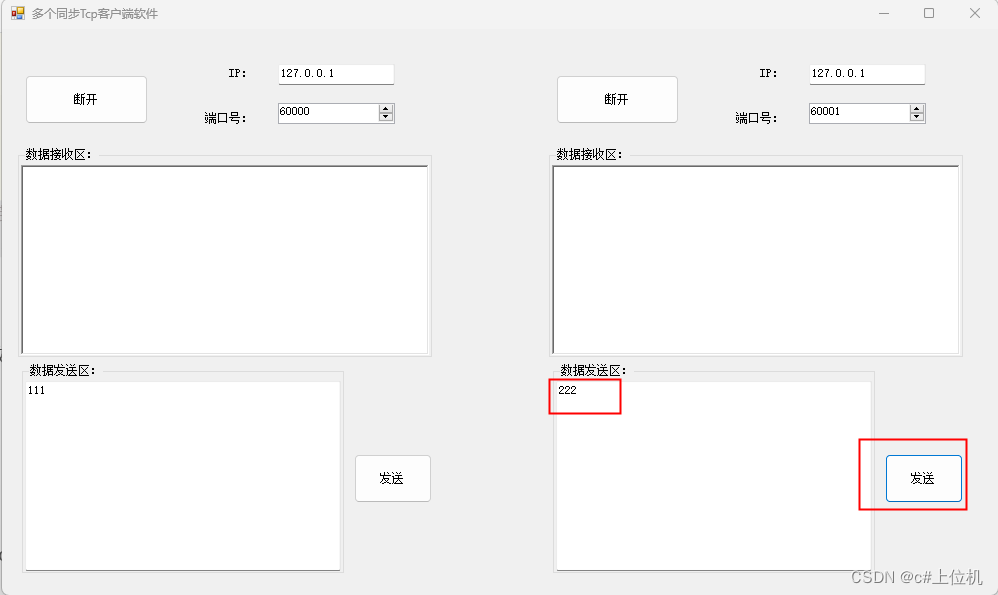 多个同步Tcp客户端软件
断开
IP:
127.0.0.1
端口号:
60000
数据接收区:
数据发送区:
111
发送
断开
IP:
127.0.0.1
端口号:
60001
数据接收区:
数据发送区:
222
发送
CSDN @c#上位机